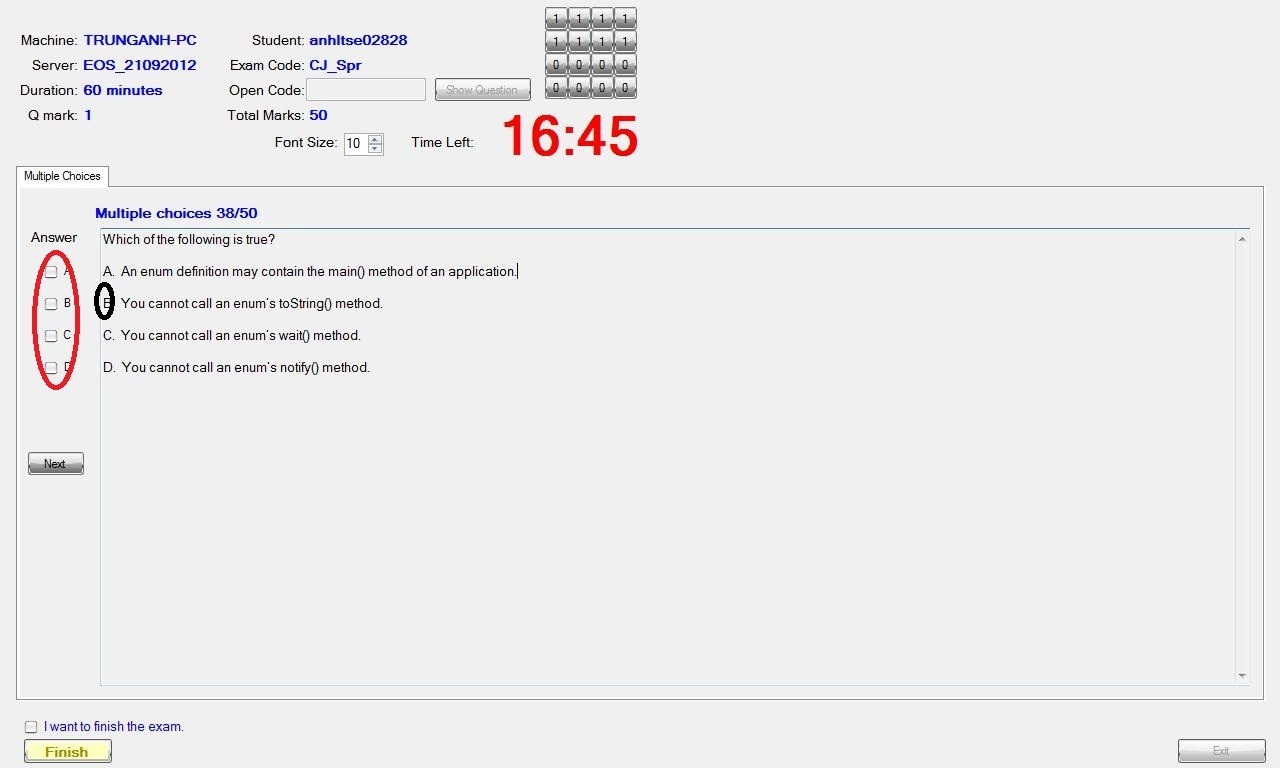 1 1 1 1
Machine: TRUNGANH-PC Student: anhltse02828 1 1 1 1
Server: EOS_21092012 Exam Code: CJ_Spr 0 0 0 0
Duration: 60 minutes Open Code: Show Question 0 0 0 0
Q mark: 1 Total Marks: 50
Font Size: 10 Time Left: 16:45
Multiple Choices
Multiple choices 38/50
Answer Which of the following is true?
A A. An enum definition may contain the main() method of an application.
B B. You cannot call an enum's toString() method.
C C. You cannot call an enum's wait() method.
D D. You cannot call an enum's notify() method.
Next
I want to finish the exam.
Finish Exit